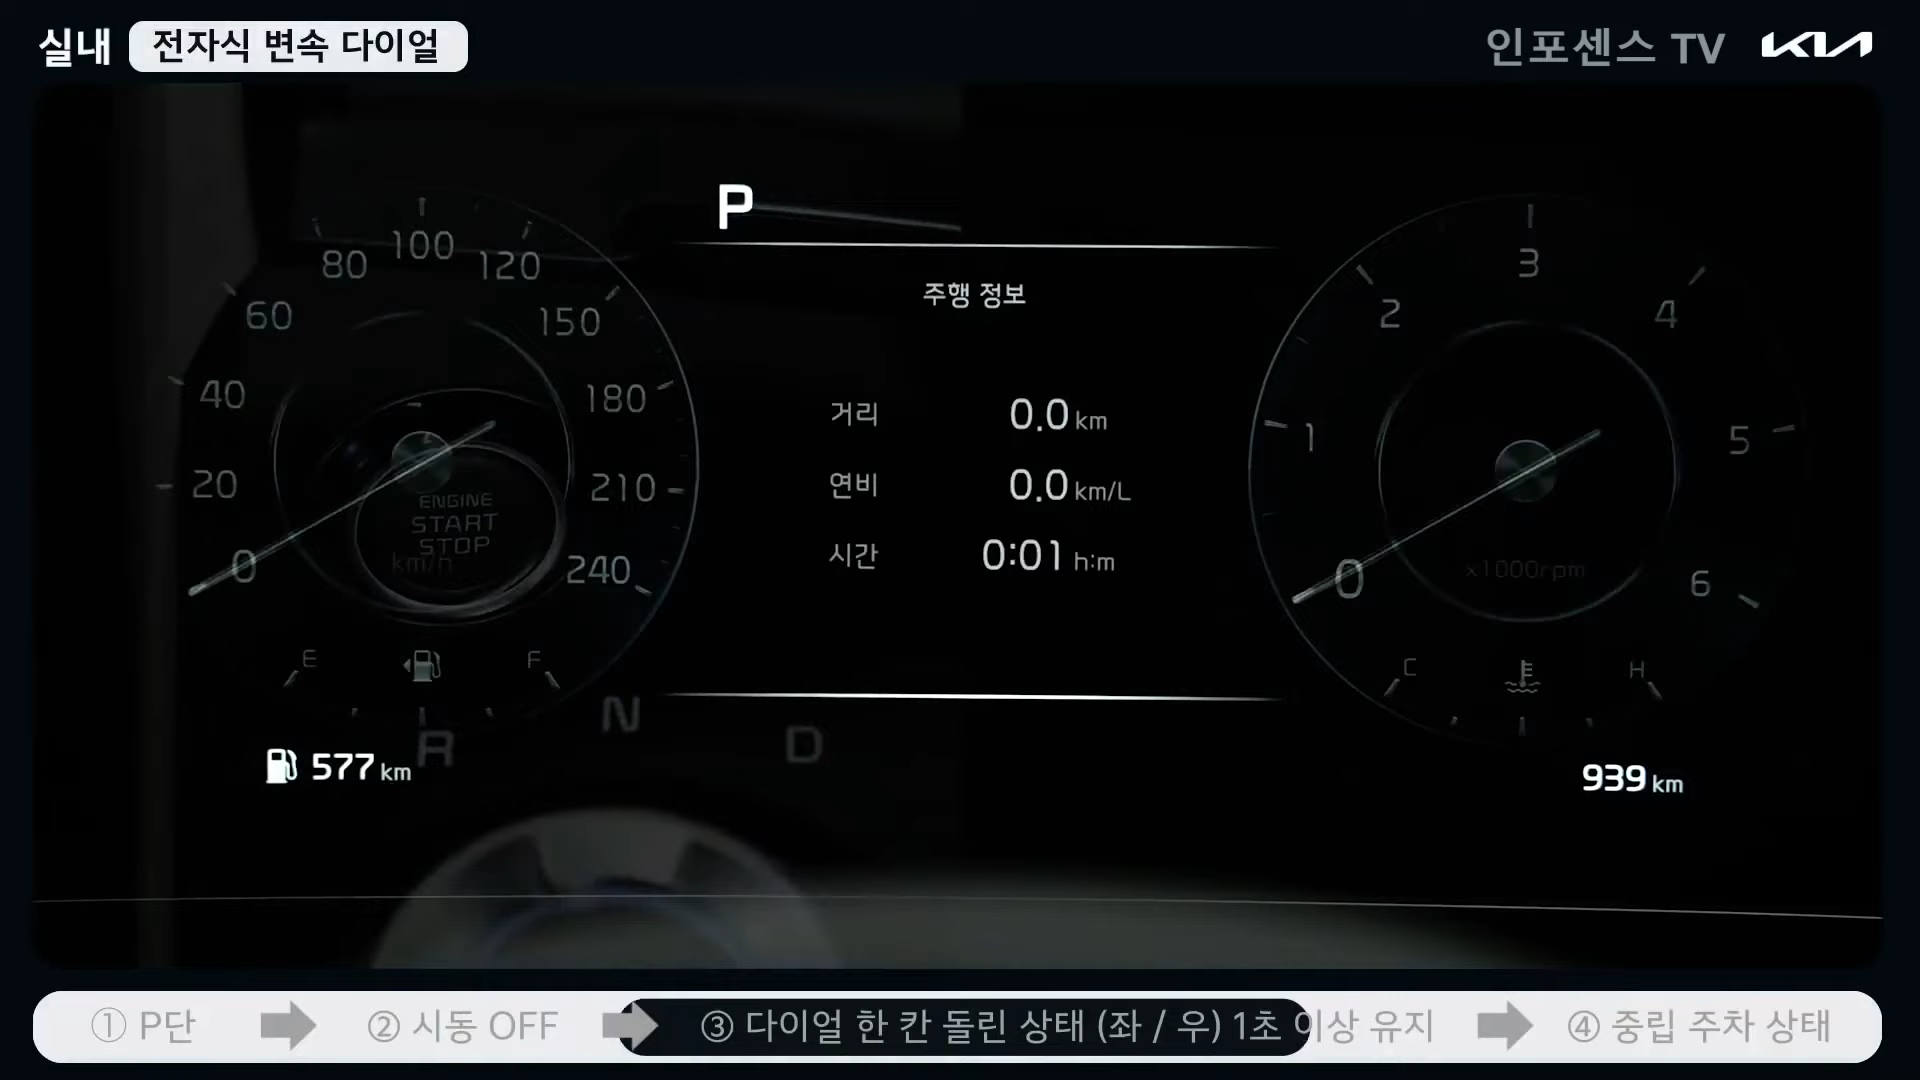 실내 전자식 변속 다이얼
인포센스 TV KIA
P
80 100 120
60 150
40 180
20 210
0 240
ENGINE
START
STOP
km/h
E F
주행 정보
거리 0.0 km
연비 0.0 km/L
시간 0:01 h:m
0 1 2 3 4 5 6
x1000rpm
C H
R N D
577 km
939 km
① P단 ② 시동 OFF ③ 다이얼 한 칸 돌린 상태 (좌 / 우) 1초 이상 유지 ④ 중립 주차 상태